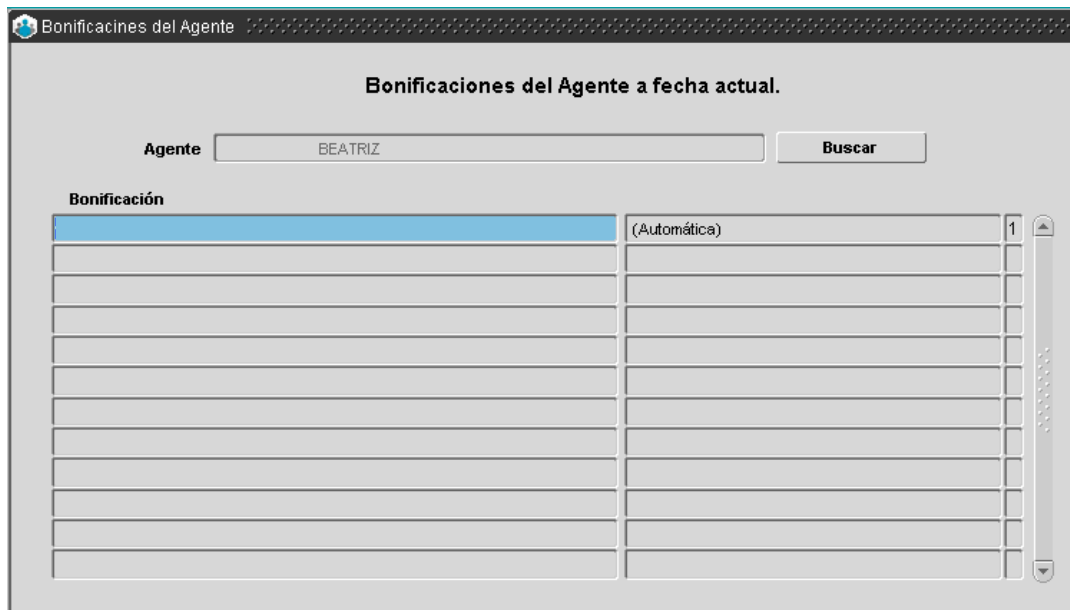 Bonificacines del Agente
Bonificaciones del Agente a fecha actual.
Agente BEATRIZ Buscar
Bonificación
(Automática) 1